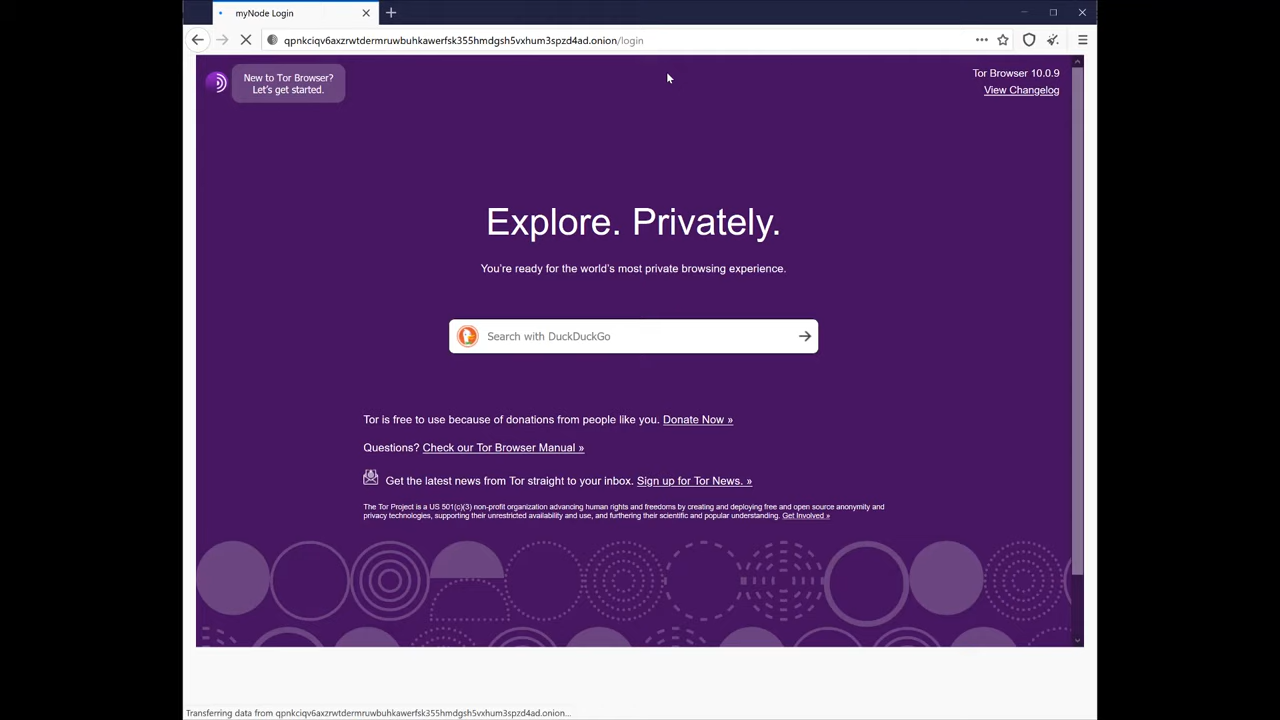 myNode Login
qpnkciqv6axzrwtdermruwbuhkawerfsk355hmdgsh5vxhum3spzd4ad.onion/login
New to Tor Browser?
Let's get started.
Tor Browser 10.0.9
View Changelog
Explore. Privately.
You're ready for the world's most private browsing experience.
Search with DuckDuckGo
Tor is free to use because of donations from people like you. Donate Now »
Questions? Check our Tor Browser Manual »
Get the latest news from Tor straight to your inbox. Sign up for Tor News. »
The Tor Project is a US 501(c)(3) non-profit organization advancing human rights and freedoms by creating and deploying free and open source anonymity and
privacy technologies, supporting their unrestricted availability and use, and furthering their scientific and popular understanding. Get Involved »
Transferring data from qpnkciqv6axzrwtdermruwbuhkawerfsk355hmdgsh5vxhum3spzd4ad.onion...